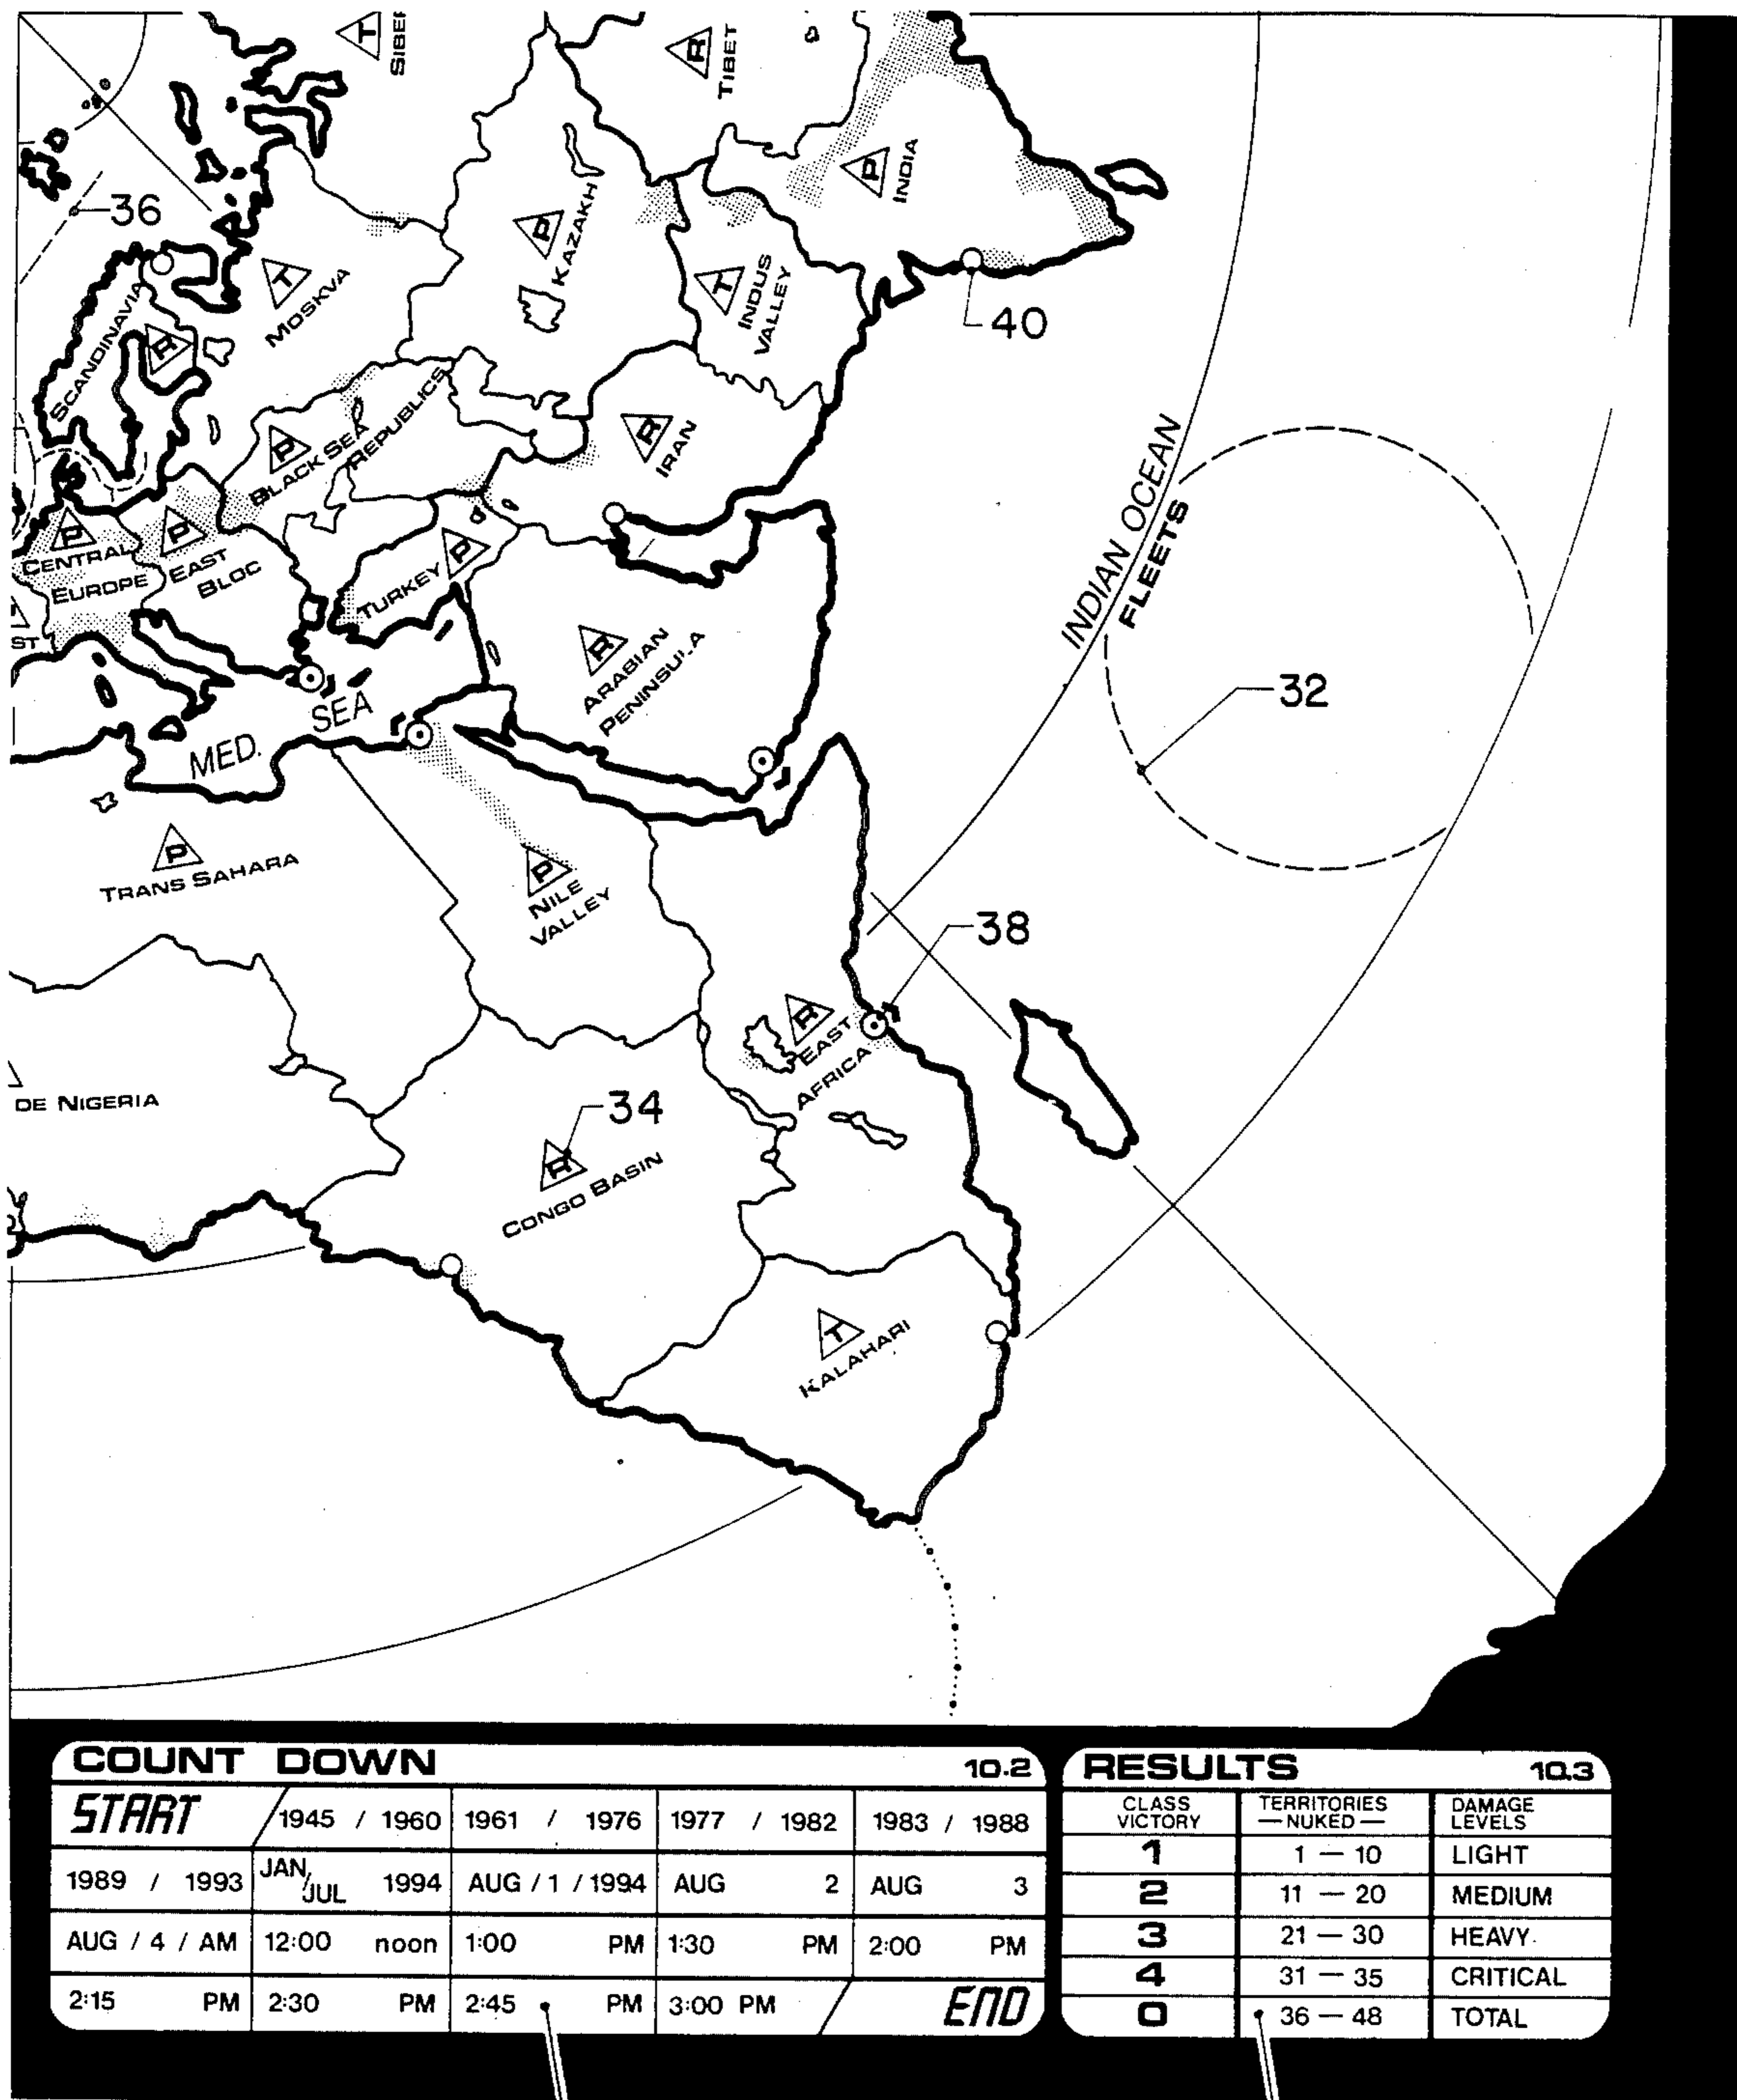 T
SIBER
R
TIBET
P
INDIA
36
P
KAZAKH
T
MOSKVA
T
INDUS
VALLEY
40
SCANDINAVIA
R
P
BLACK SEA
REPUBLICS
R
IRAN
INDIAN OCEAN
FLEETS
P
CENTRAL
EUROPE
P
EAST
BLOC
P
TURKEY
ST
R
ARABIAN
PENINSULA
32
SEA
MED.
P
TRANS SAHARA
P
NILE
VALLEY
38
R
EAST
AFRICA
DE NIGERIA
34
R
CONGO BASIN
T
KALAHARI
COUNT DOWN 10.2
START 1945 / 1960 1961 / 1976 1977 / 1982 1983 / 1988
1989 / 1993 JAN/JUL 1994 AUG / 1 / 1994 AUG 2 AUG 3
AUG / 4 / AM 12:00 noon 1:00 PM 1:30 PM 2:00 PM
2:15 PM 2:30 PM 2:45 PM 3:00 PM END
RESULTS 10.3
CLASS VICTORY TERRITORIES — NUKED — DAMAGE LEVELS
1 1 — 10 LIGHT
2 11 — 20 MEDIUM
3 21 — 30 HEAVY
4 31 — 35 CRITICAL
0 36 — 48 TOTAL